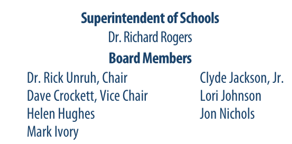 Superintendent of Schools
Dr. Richard Rogers
Board Members
Dr. Rick Unruh, Chair
Dave Crockett, Vice Chair
Helen Hughes
Mark Ivory
Clyde Jackson, Jr.
Lori Johnson
Jon Nichols